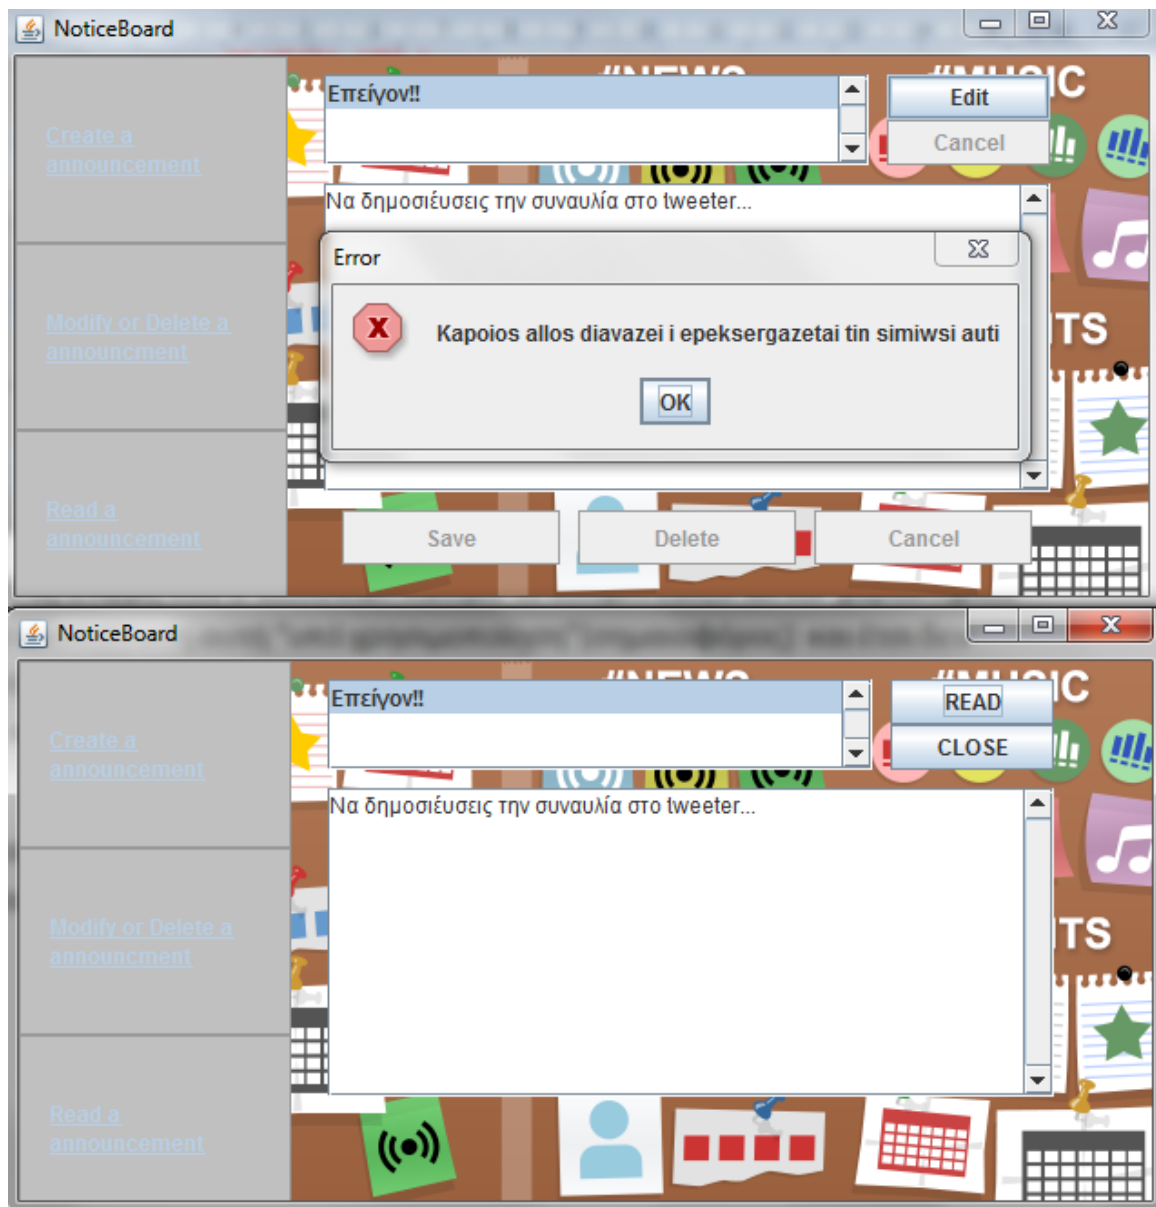 NoticeBoard
Create a
announcement
Modify or Delete a
announcment
Read a
announcement
Επείγον!!
Edit
Cancel
Να δημοσιέυσεις την συναυλία στο tweeter...
Error
Kapoios allos diavazei i epeksergazetai tin simiwsi auti
OK
Save
Delete
Cancel
NoticeBoard
Create a
announcement
Modify or Delete a
announcment
Read a
announcement
Επείγον!!
READ
CLOSE
Να δημοσιέυσεις την συναυλία στο tweeter...